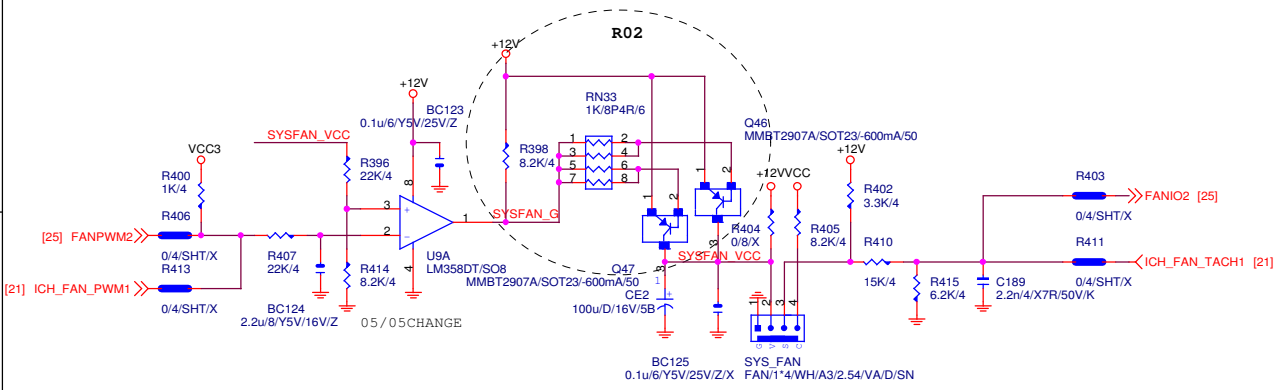 R02
+12V
+12V
RN33
1K/8P4R/6
BC123
0.1u/6/Y5V/25V/Z
Q46
MMBT2907A/SOT23/-600mA/50
SYSFAN_VCC
VCC3
R396
22K/4
R398
8.2K/4
1
3
5
7
2
4
6
8
+12V
R400
1K/4
8
1
2
1
2
+12V
VCC
R402
3.3K/4
R403
FANIO2 [25]
0/4/SHT/X
3
2
+
-
1
4
SYSFAN_G
R406
[25] FANPWM2
0/4/SHT/X
R407
22K/4
R413
[21] ICH_FAN_PWM1
0/4/SHT/X
U9A
LM358DT/SO8
R414
8.2K/4
3
3
R404
0/8/X
R405
8.2K/4
SYSFAN_VCC
R410
15K/4
R411
ICH_FAN_TACH1 [21]
0/4/SHT/X
Q47
MMBT2907A/SOT23/-600mA/50
R415
6.2K/4
C189
2.2n/4/X7R/50V/K
1
+
CE2
100u/D/16V/5B
BC124
2.2u/8/Y5V/16V/Z
05/05CHANGE
1
2
3
4
G
V
S
C
BC125
0.1u/6/Y5V/25V/Z/X
SYS_FAN
FAN/1*4/WH/A3/2.54/VA/D/SN